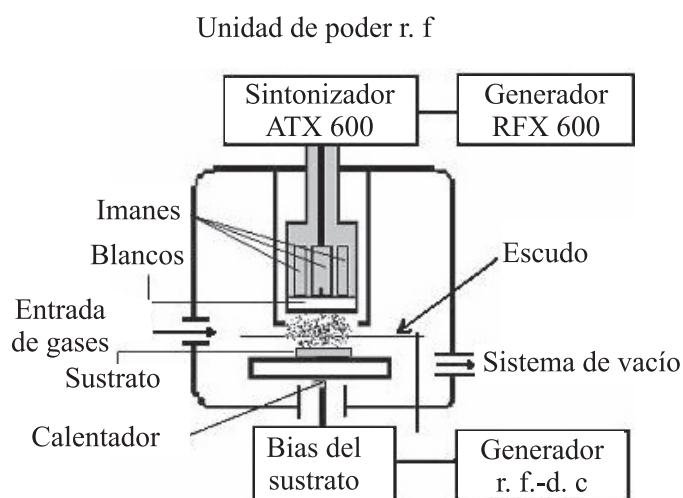 Unidad de poder r. f
Sintonizador
ATX 600
Generador
RFX 600
Imanes
Blancos
Escudo
Entrada
de gases
Sustrato
Sistema de vacío
Calentador
Bias del
sustrato
Generador
r. f.-d. c